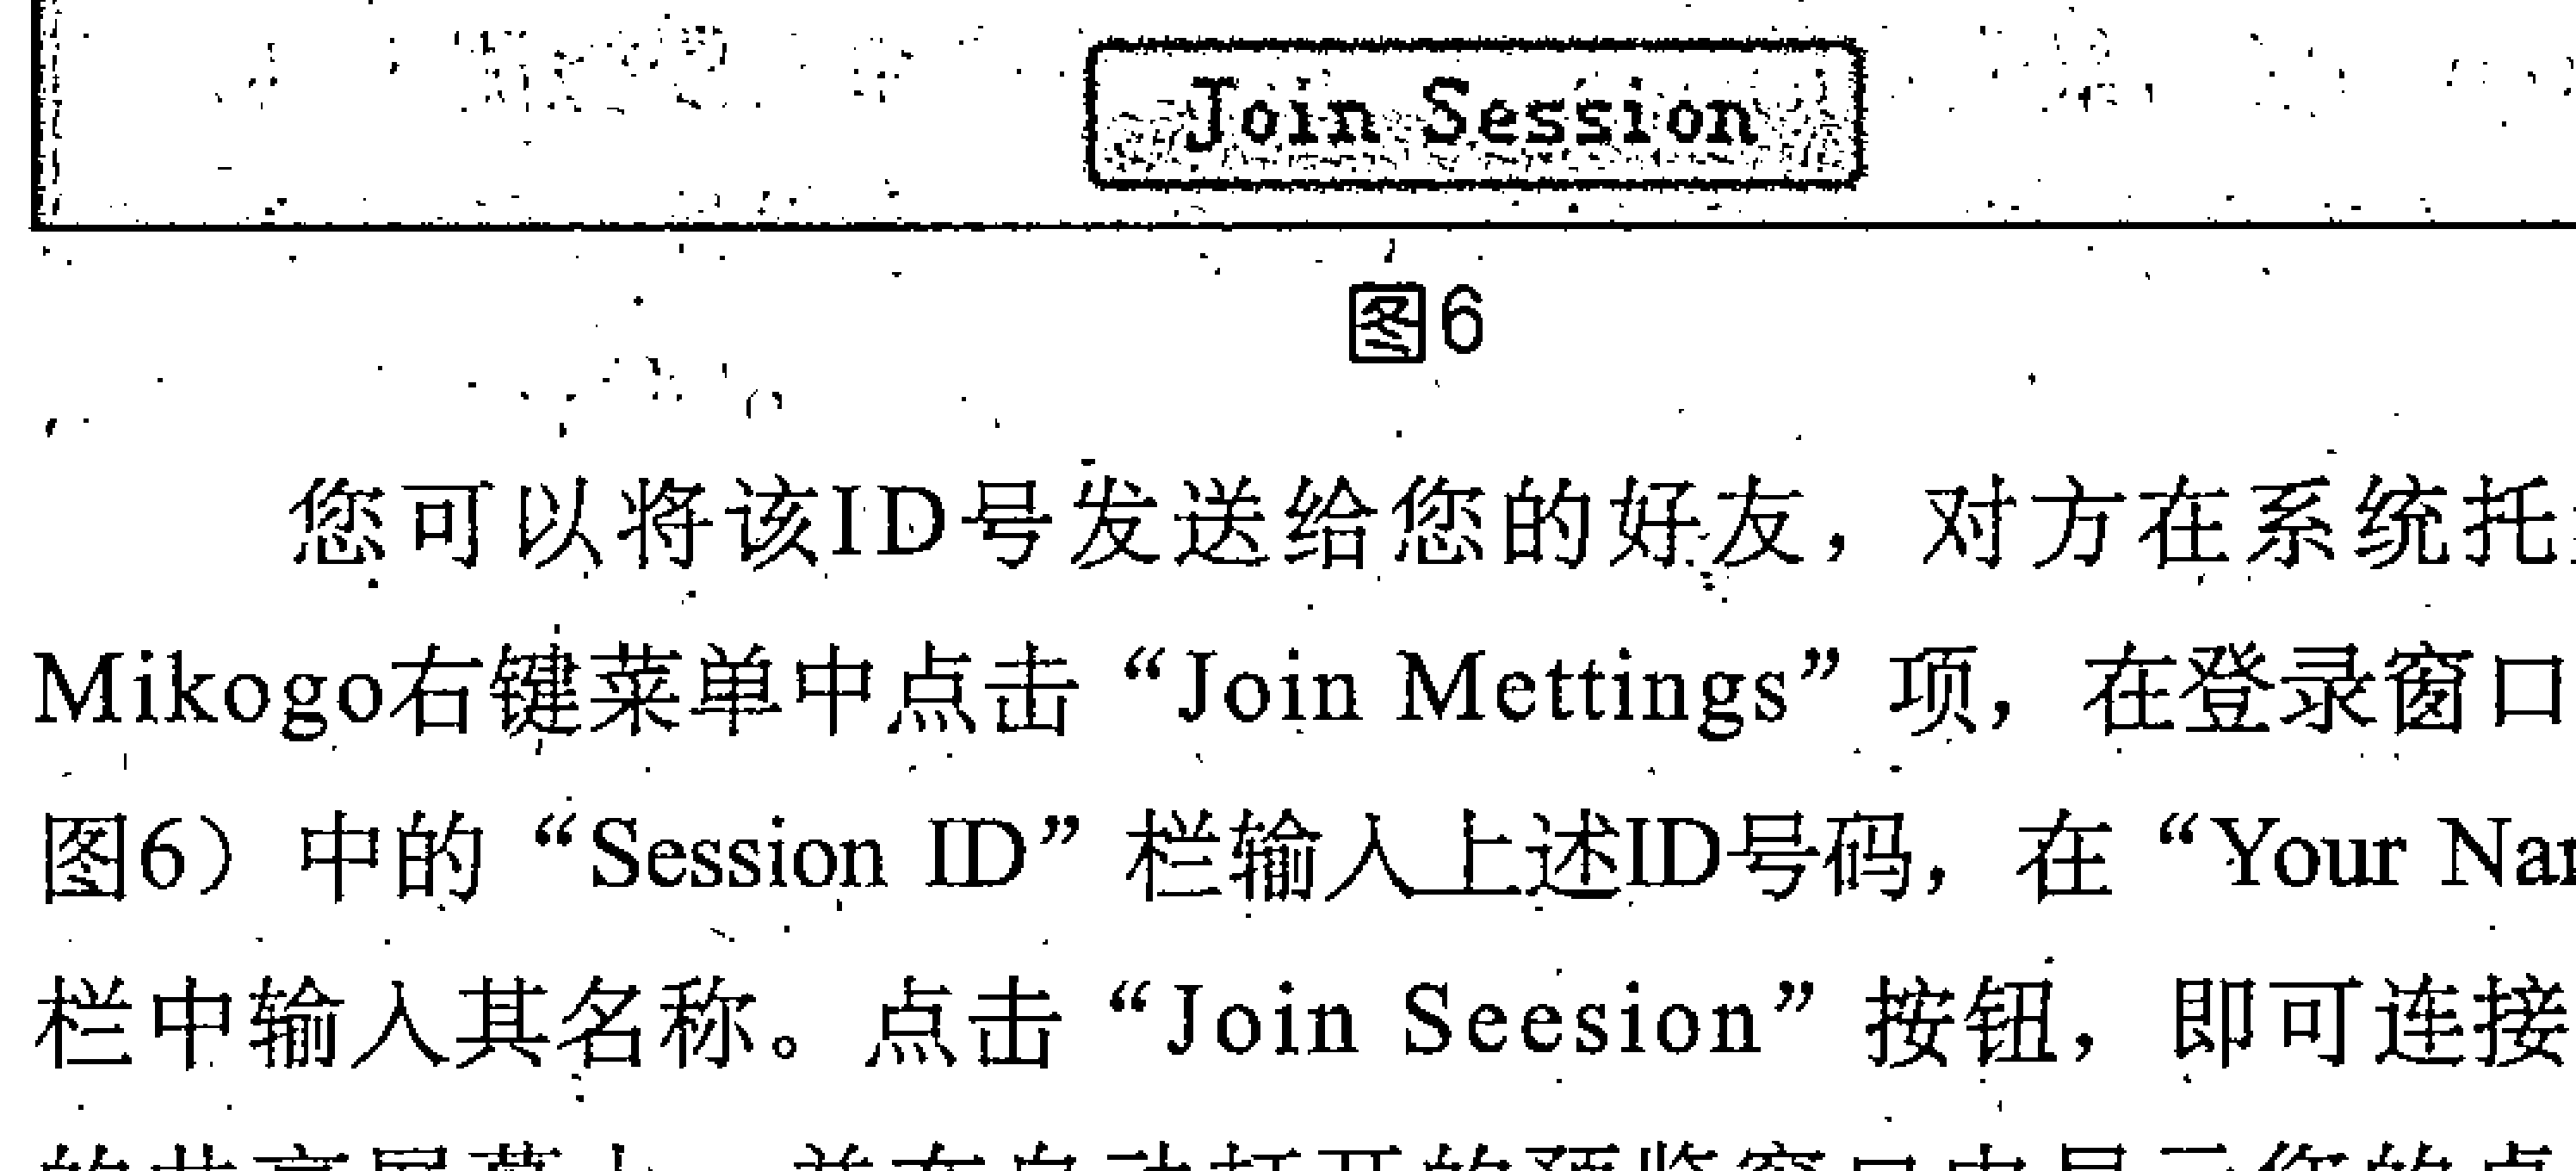 Join Session
图6
您可以将该ID号发送给您的好友，对方在系统托
Mikogo右键菜单中点击“Join Mettings”项，在登录窗口
图6）中的“Session ID”栏输入上述ID号码，在“Your
栏中输入其名称。点击“Join Seesion”按钮，即可连接